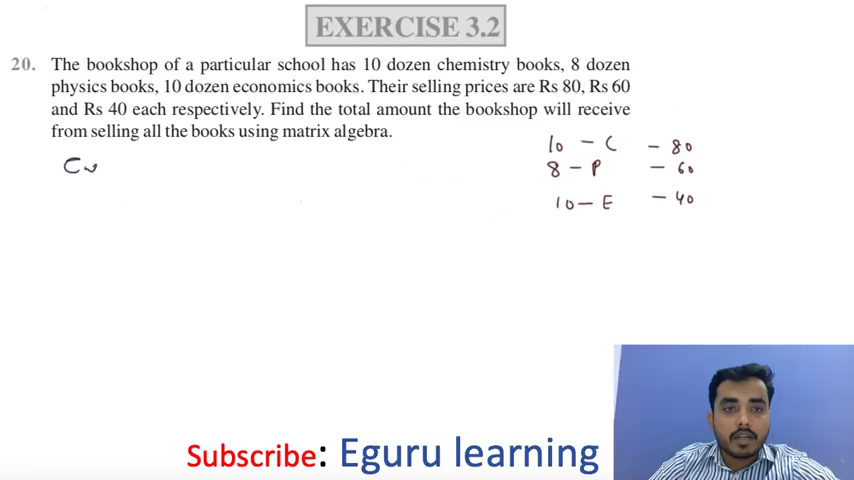 EXERCISE 3.2
20. The bookshop of a particular school has 10 dozen chemistry books, 8 dozen
physics books, 10 dozen economics books. Their selling prices are Rs 80, Rs 60
and Rs 40 each respectively. Find the total amount the bookshop will receive
from selling all the books using matrix algebra.
10 - C - 80
8 - P - 60
10 - E - 40
Subscribe: Eguru learning